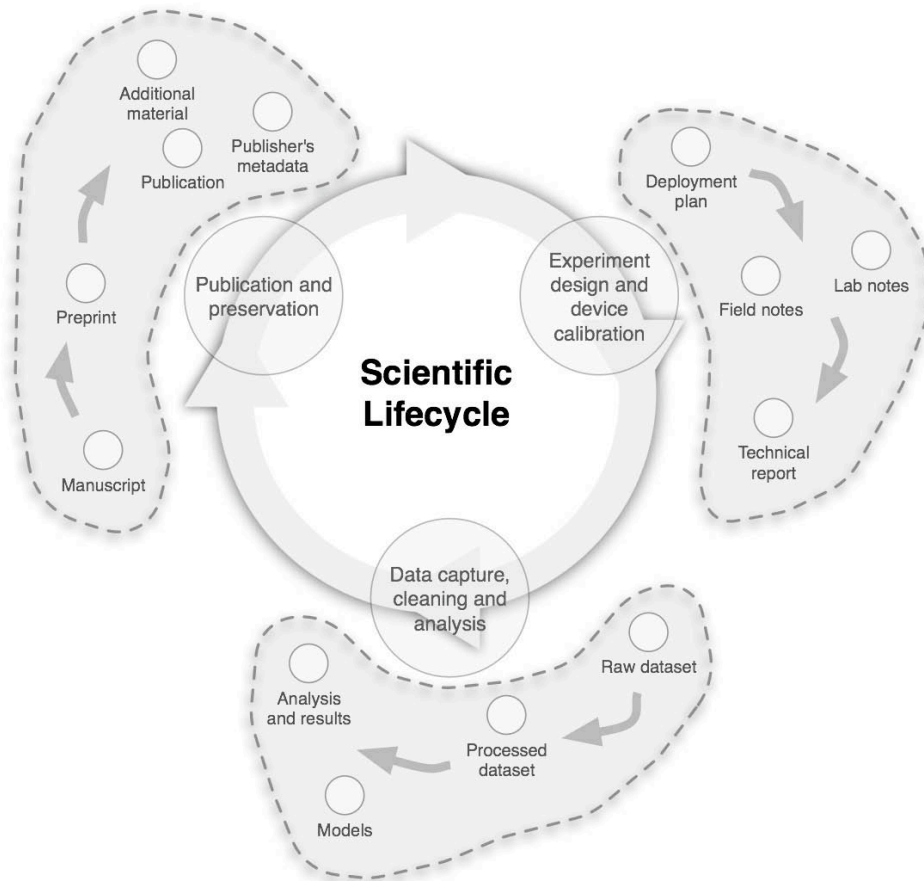 Additional
material
Publisher's
metadata
Publication
Preprint
Manuscript
Publication and
preservation
Scientific
Lifecycle
Experiment
design and
device
calibration
Deployment
plan
Lab notes
Field notes
Technical
report
Data capture,
cleaning and
analysis
Raw dataset
Processed
dataset
Analysis
and results
Models